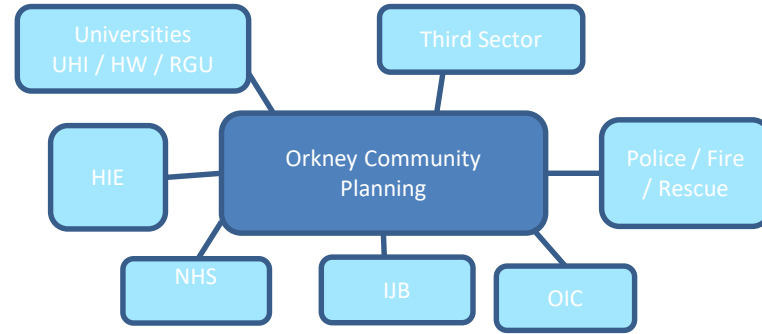 Universities
UHI / HW / RGU
Third Sector
HIE
Orkney Community
Planning
Police / Fire
/ Rescue
NHS
IJB
OIC